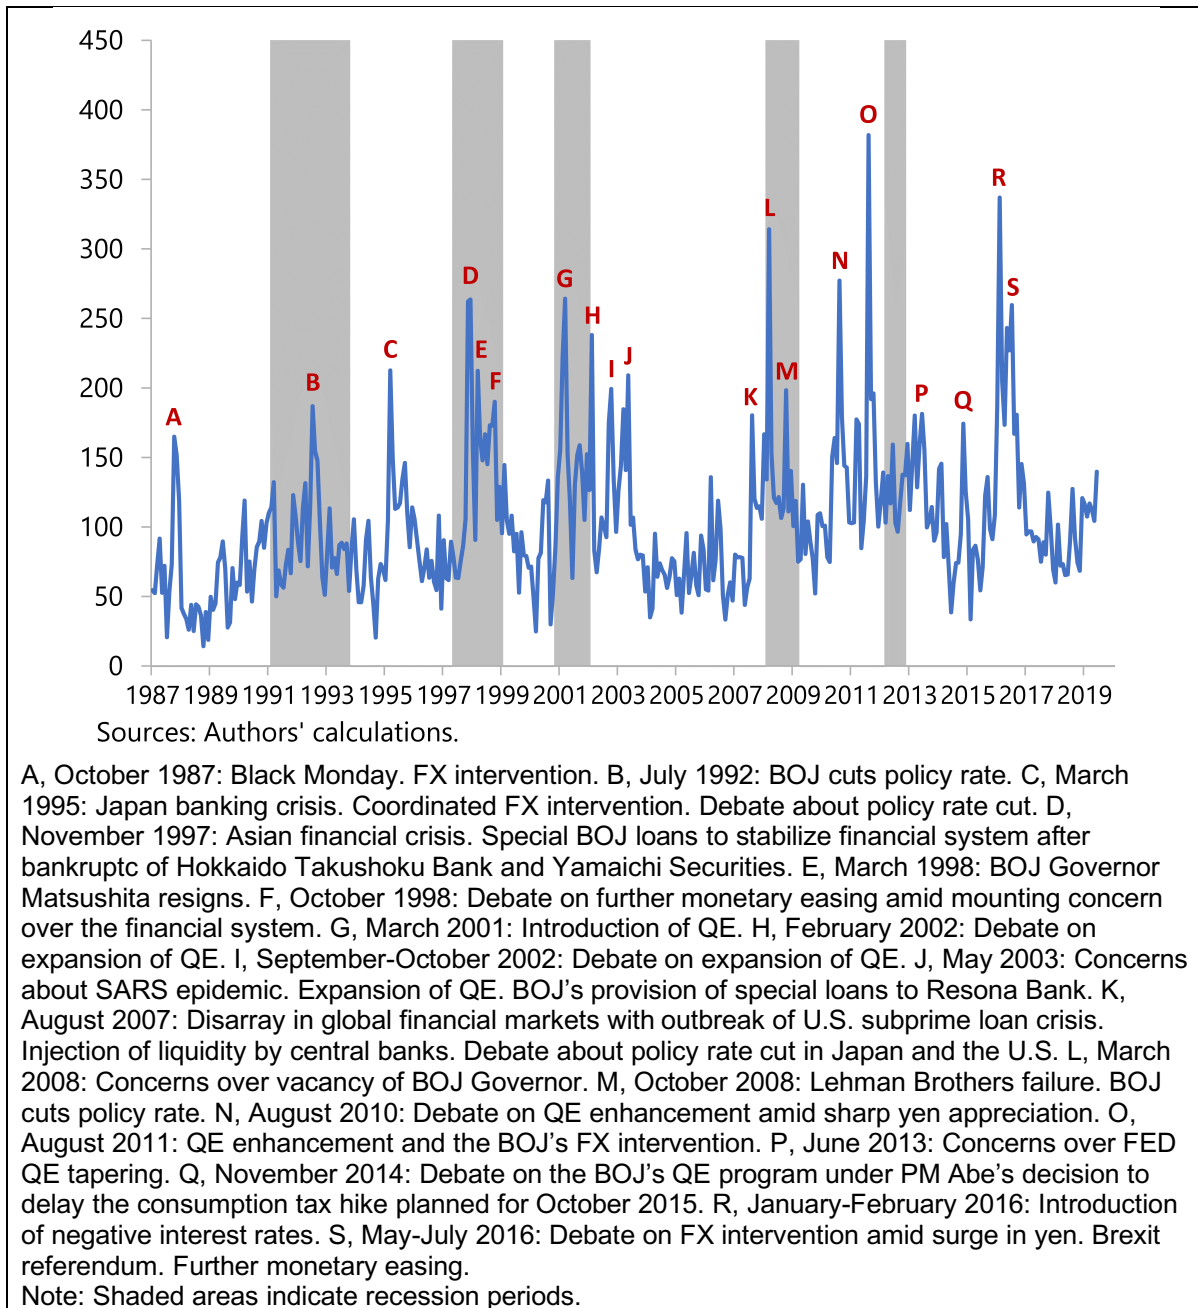 450
400
350
300
250
200
150
100
50
0
A
B
C
D
E
F
G
H
I
J
K
L
M
N
O
P
Q
R
S
1987 1989 1991 1993 1995 1997 1999 2001 2003 2005 2007 2009 2011 2013 2015 2017 2019
Sources: Authors' calculations.
A, October 1987: Black Monday. FX intervention. B, July 1992: BOJ cuts policy rate. C, March
1995: Japan banking crisis. Coordinated FX intervention. Debate about policy rate cut. D,
November 1997: Asian financial crisis. Special BOJ loans to stabilize financial system after
bankruptc of Hokkaido Takushoku Bank and Yamaichi Securities. E, March 1998: BOJ Governor
Matsushita resigns. F, October 1998: Debate on further monetary easing amid mounting concern
over the financial system. G, March 2001: Introduction of QE. H, February 2002: Debate on
expansion of QE. I, September-October 2002: Debate on expansion of QE. J, May 2003: Concerns
about SARS epidemic. Expansion of QE. BOJ's provision of special loans to Resona Bank. K,
August 2007: Disarray in global financial markets with outbreak of U.S. subprime loan crisis.
Injection of liquidity by central banks. Debate about policy rate cut in Japan and the U.S. L, March
2008: Concerns over vacancy of BOJ Governor. M, October 2008: Lehman Brothers failure. BOJ
cuts policy rate. N, August 2010: Debate on QE enhancement amid sharp yen appreciation. O,
August 2011: QE enhancement and the BOJ's FX intervention. P, June 2013: Concerns over FED
QE tapering. Q, November 2014: Debate on the BOJ's QE program under PM Abe's decision to
delay the consumption tax hike planned for October 2015. R, January-February 2016: Introduction
of negative interest rates. S, May-July 2016: Debate on FX intervention amid surge in yen. Brexit
referendum. Further monetary easing.
Note: Shaded areas indicate recession periods.